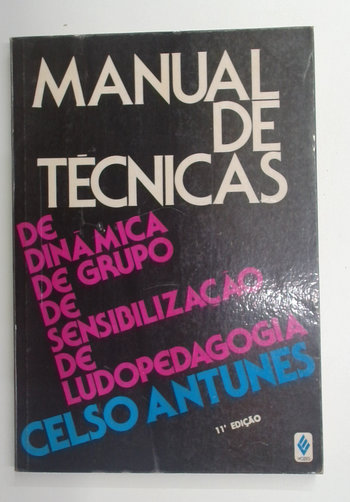 MANUAL
DE
TÉCNICAS
DE
DINÂMICA
DE GRUPO
DE
SENSIBILIZAÇÃO
DE
LUDOPEDAGOGIA
CELSO ANTUNES
11ª EDIÇÃO